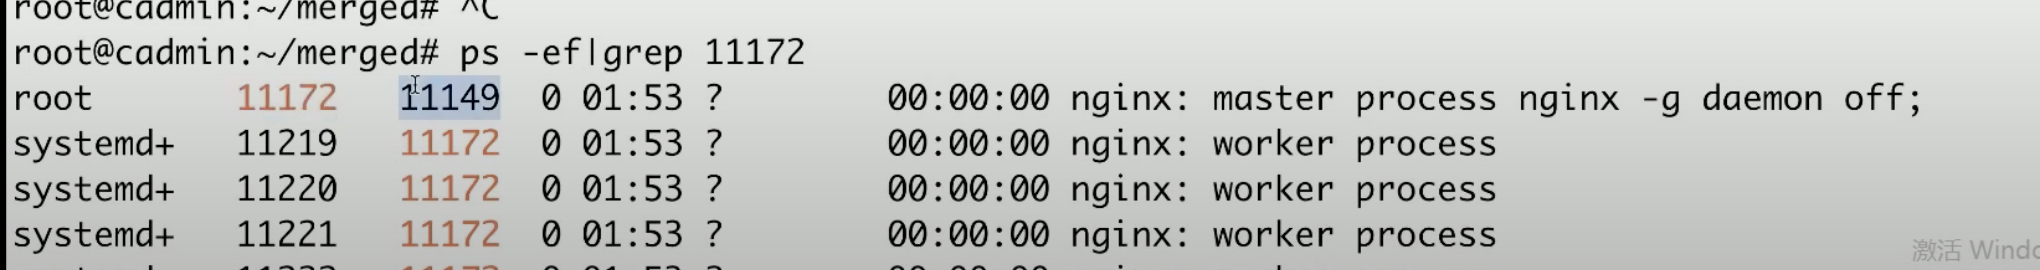 root@cadmin:~/merged# ^C
root@cadmin:~/merged# ps -ef|grep 11172
root 11172 11149 0 01:53 ? 00:00:00 nginx: master process nginx -g daemon off;
systemd+ 11219 11172 0 01:53 ? 00:00:00 nginx: worker process
systemd+ 11220 11172 0 01:53 ? 00:00:00 nginx: worker process
systemd+ 11221 11172 0 01:53 ? 00:00:00 nginx: worker process
激活